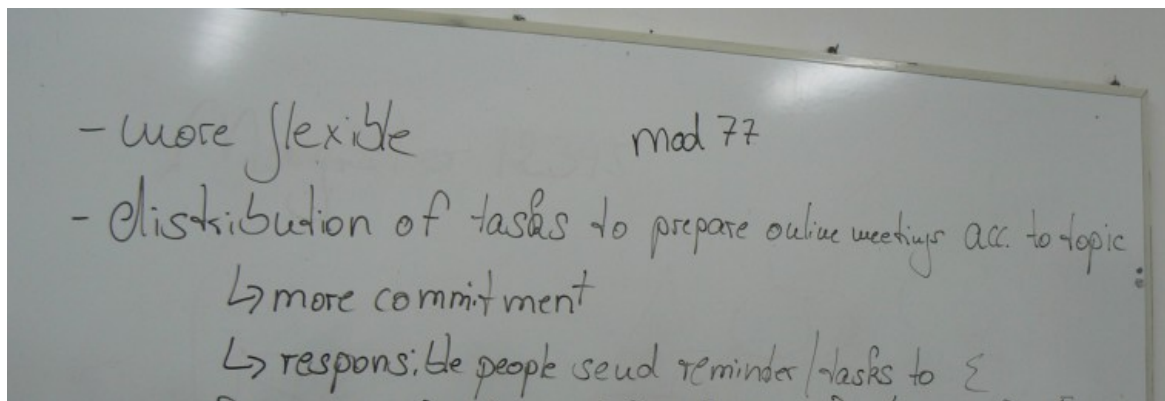 - more flexible mod 77
- distribution of tasks to prepare online meetings acc. to topic
↳ more commitment
↳ responsible people send reminder/tasks to Σ